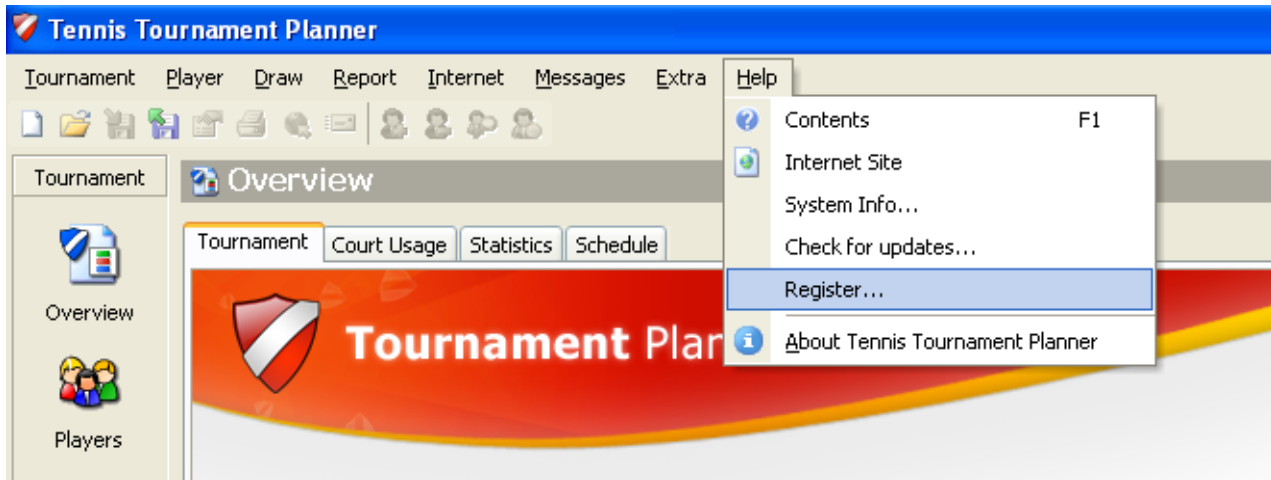 Tennis Tournament Planner
Tournament Player Draw Report Internet Messages Extra Help
Contents F1
Internet Site
System Info...
Check for updates...
Register...
About Tennis Tournament Planner
Tournament
Overview
Tournament Court Usage Statistics Schedule
Tournament Plan
Overview
Players